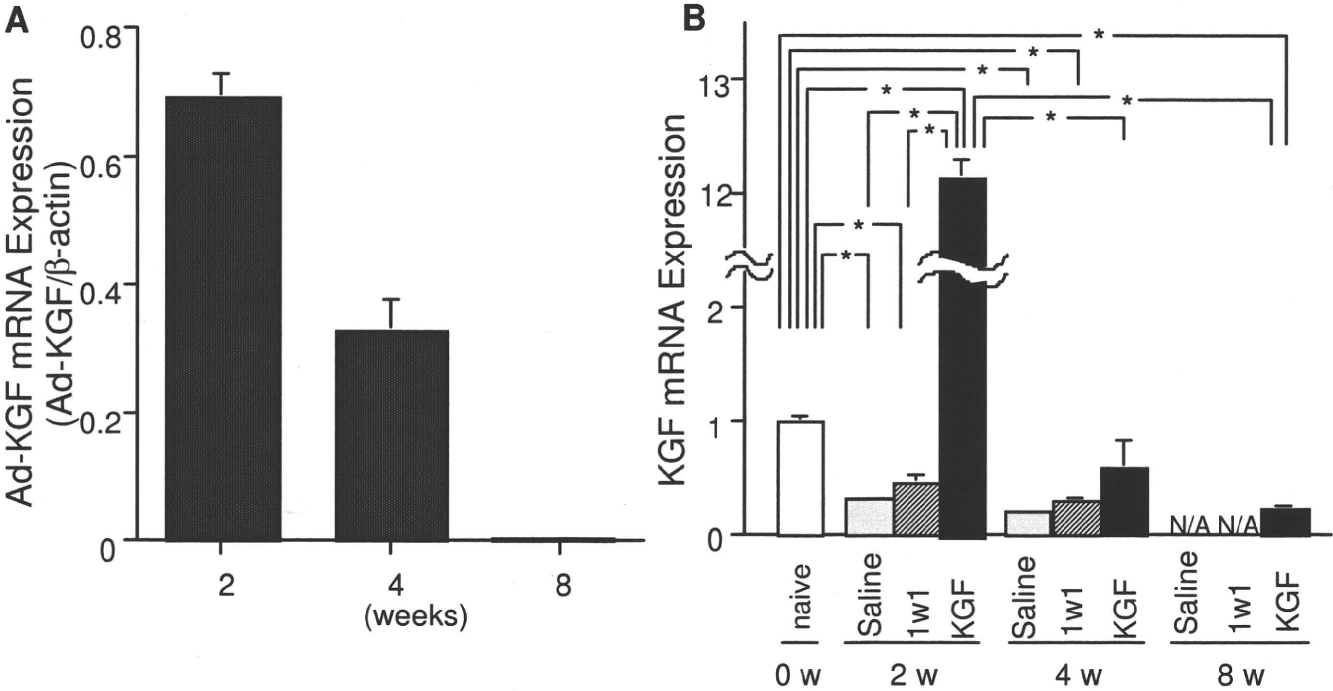 A
Ad-KGF mRNA Expression
(Ad-KGF/β-actin)
0.8
0.6
0.4
0.2
0
2 4 8
(weeks)
B
KGF mRNA Expression
13
12
2
1
0
*
*
*
*
*
*
*
*
*
*
N/A N/A
naive Saline 1w1 KGF Saline 1w1 KGF Saline 1w1 KGF
0 w 2 w 4 w 8 w